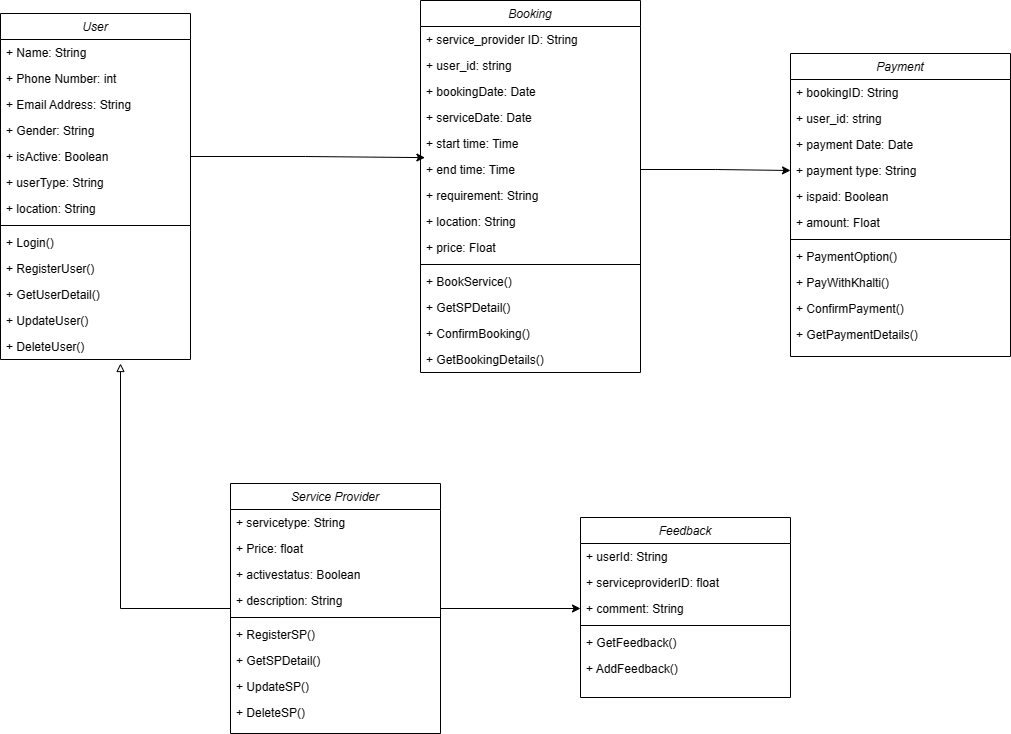 User
+ Name: String
+ Phone Number: int
+ Email Address: String
+ Gender: String
+ isActive: Boolean
+ userType: String
+ location: String
+ Login()
+ RegisterUser()
+ GetUserDetail()
+ UpdateUser()
+ DeleteUser()
Booking
+ service_provider ID: String
+ user_id: string
+ bookingDate: Date
+ serviceDate: Date
+ start time: Time
+ end time: Time
+ requirement: String
+ location: String
+ price: Float
+ BookService()
+ GetSPDetail()
+ ConfirmBooking()
+ GetBookingDetails()
Payment
+ bookingID: String
+ user_id: string
+ payment Date: Date
+ payment type: String
+ ispaid: Boolean
+ amount: Float
+ PaymentOption()
+ PayWithKhalti()
+ ConfirmPayment()
+ GetPaymentDetails()
Service Provider
+ servicetype: String
+ Price: float
+ activestatus: Boolean
+ description: String
+ RegisterSP()
+ GetSPDetail()
+ UpdateSP()
+ DeleteSP()
Feedback
+ userId: String
+ serviceproviderID: float
+ comment: String
+ GetFeedback()
+ AddFeedback()